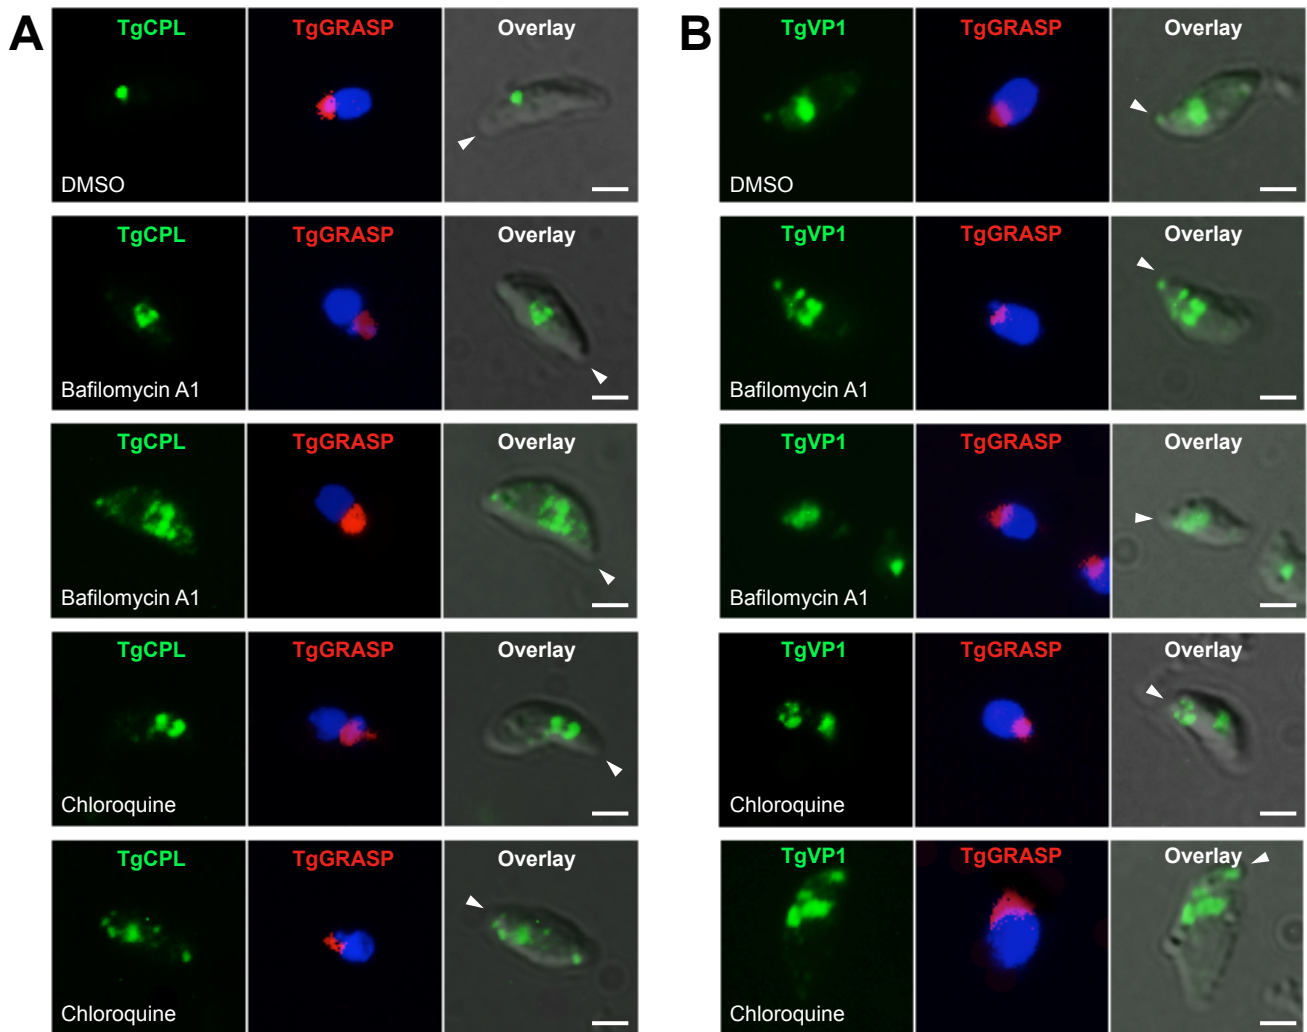 A
TgCPL TgGRASP Overlay
DMSO
TgCPL TgGRASP Overlay
Bafilomycin A1
TgCPL TgGRASP Overlay
Bafilomycin A1
TgCPL TgGRASP Overlay
Chloroquine
TgCPL TgGRASP Overlay
Chloroquine
B
TgVP1 TgGRASP Overlay
DMSO
TgVP1 TgGRASP Overlay
Bafilomycin A1
TgVP1 TgGRASP Overlay
Bafilomycin A1
TgVP1 TgGRASP Overlay
Chloroquine
TgVP1 TgGRASP Overlay
Chloroquine